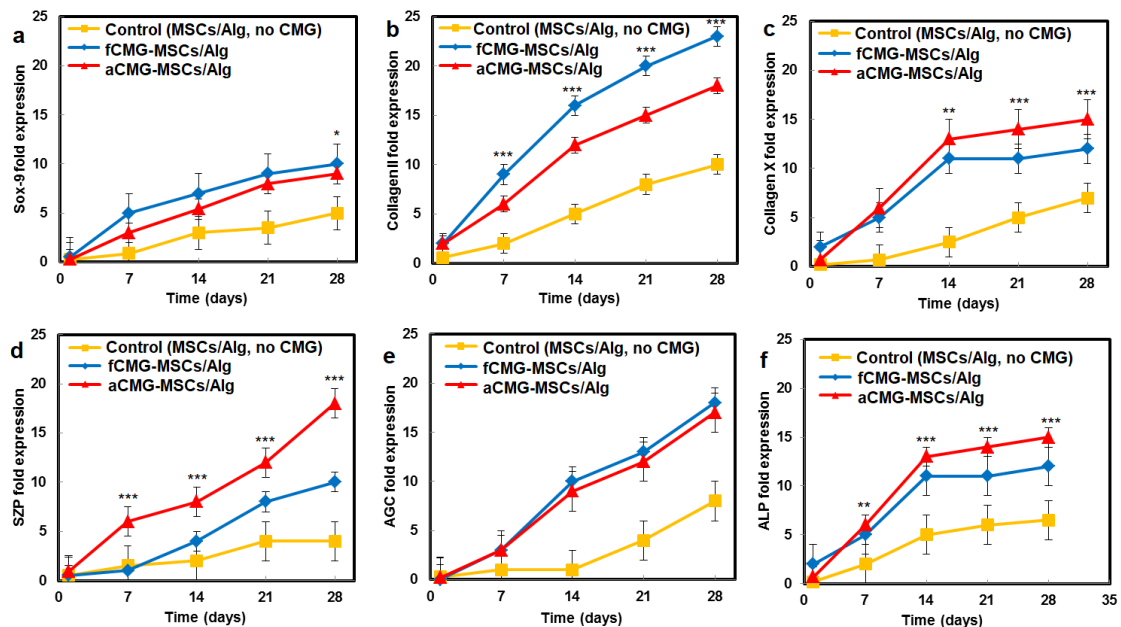 a
Control (MSCs/Alg, no CMG)
fCMG-MSCs/Alg
aCMG-MSCs/Alg
Sox-9 fold expression
25
20
15
10
5
0
*
0 7 14 21 28
Time (days)
b
Control (MSCs/Alg, no CMG)
fCMG-MSCs/Alg
aCMG-MSCs/Alg
Collagen II fold expression
25
20
15
10
5
0
*** *** *** ***
0 7 14 21 28
Time (days)
c
Control (MSCs/Alg, no CMG)
fCMG-MSCs/Alg
aCMG-MSCs/Alg
Collagen X fold expression
25
20
15
10
5
0
** *** ***
0 7 14 21 28
Time (days)
d
Control (MSCs/Alg, no CMG)
fCMG-MSCs/Alg
aCMG-MSCs/Alg
SZP fold expression
25
20
15
10
5
0
*** *** *** ***
0 7 14 21 28
Time (days)
e
Control (MSCs/Alg, no CMG)
fCMG-MSCs/Alg
aCMG-MSCs/Alg
AGC fold expression
25
20
15
10
5
0
0 7 14 21 28
Time (days)
f
Control (MSCs/Alg, no CMG)
fCMG-MSCs/Alg
aCMG-MSCs/Alg
ALP fold expression
25
20
15
10
5
0
** *** *** ***
0 7 14 21 28 35
Time (days)